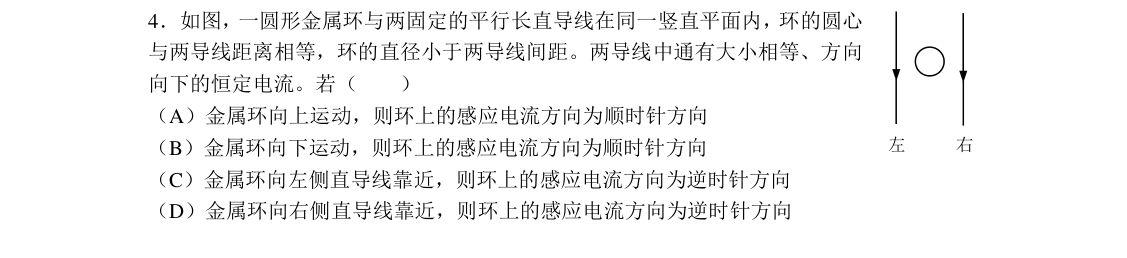 4．如图，一圆形金属环与两固定的平行长直导线在同一竖直平面内，环的圆心
与两导线距离相等，环的直径小于两导线间距。两导线中通有大小相等、方向
向下的恒定电流。若（　　）
（A）金属环向上运动，则环上的感应电流方向为顺时针方向
（B）金属环向下运动，则环上的感应电流方向为顺时针方向
（C）金属环向左侧直导线靠近，则环上的感应电流方向为逆时针方向
（D）金属环向右侧直导线靠近，则环上的感应电流方向为逆时针方向
左　右